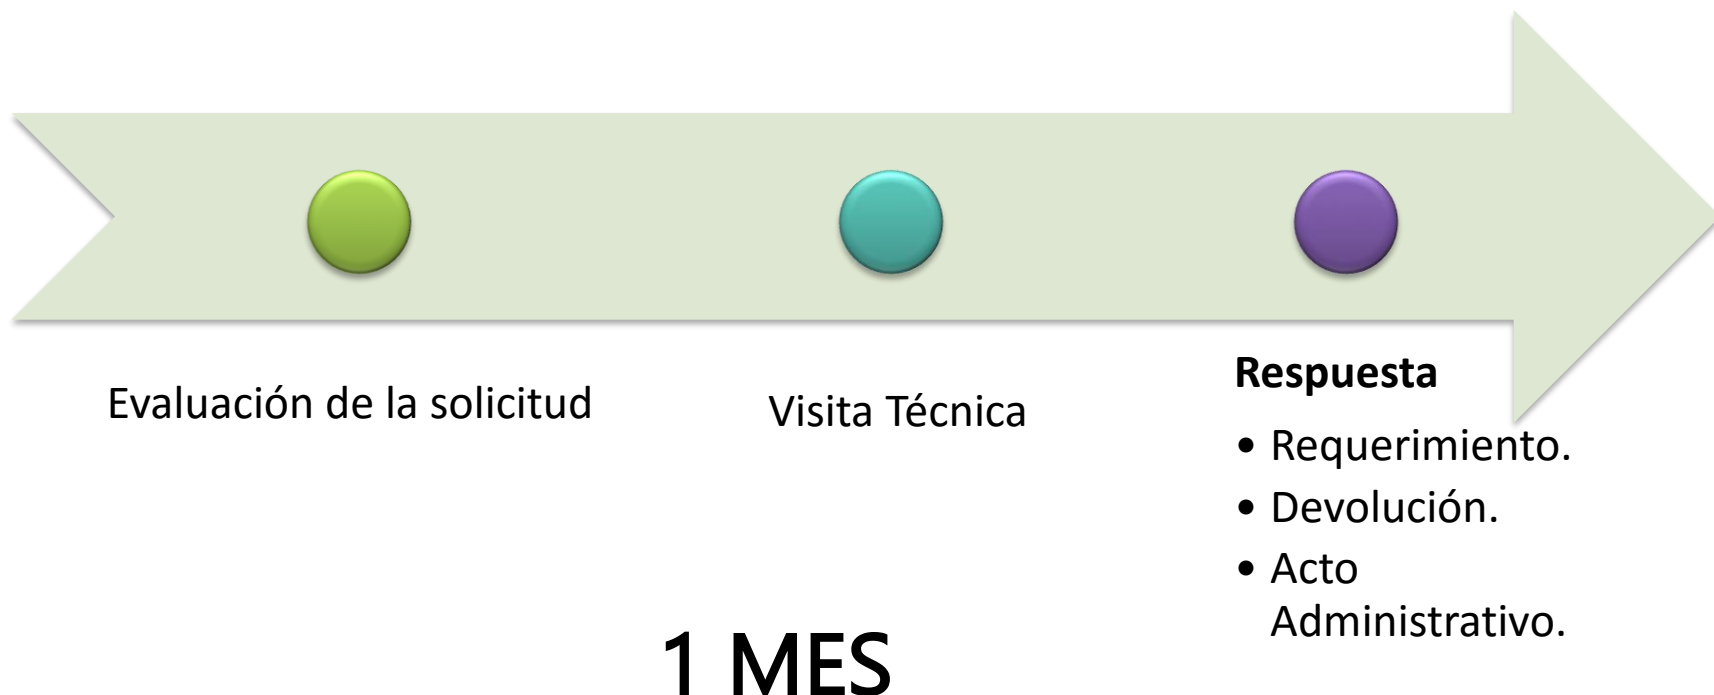 Evaluación de la solicitud
Visita Técnica
Respuesta
• Requerimiento.
• Devolución.
• Acto
Administrativo.
1 MES